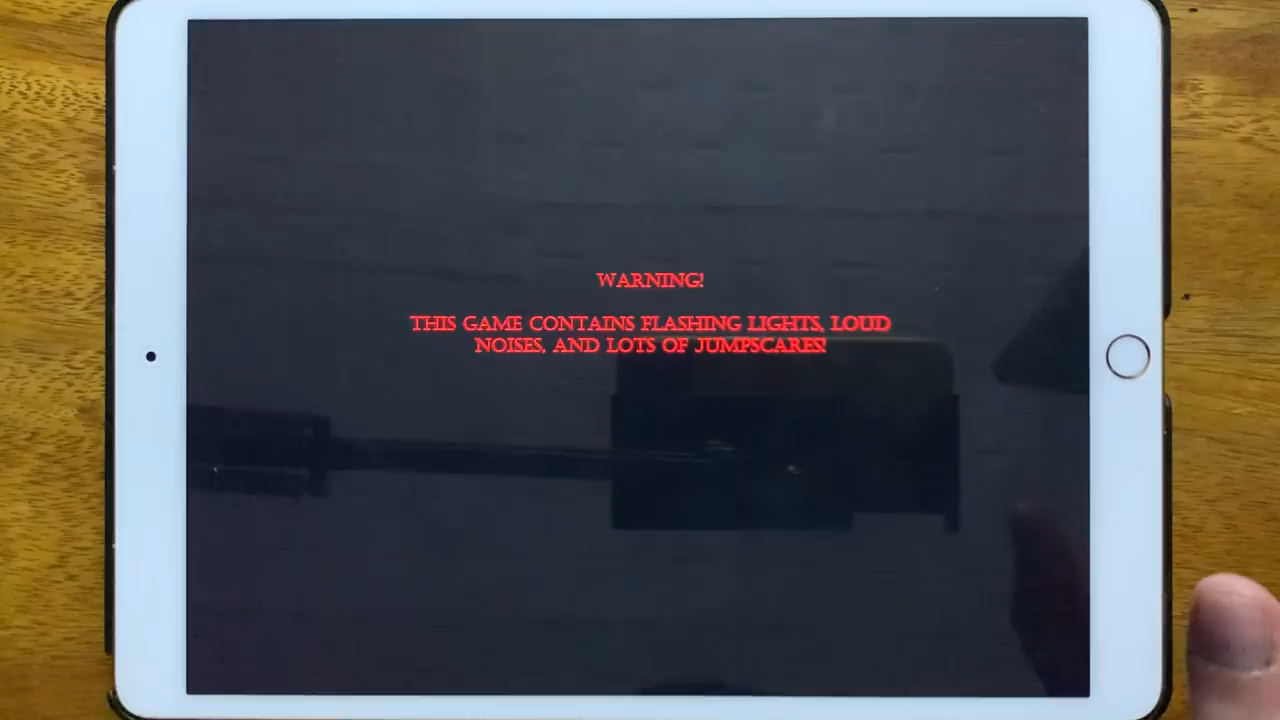 WARNING!
THIS GAME CONTAINS FLASHING LIGHTS, LOUD
NOISES, AND LOTS OF JUMPSCARES!